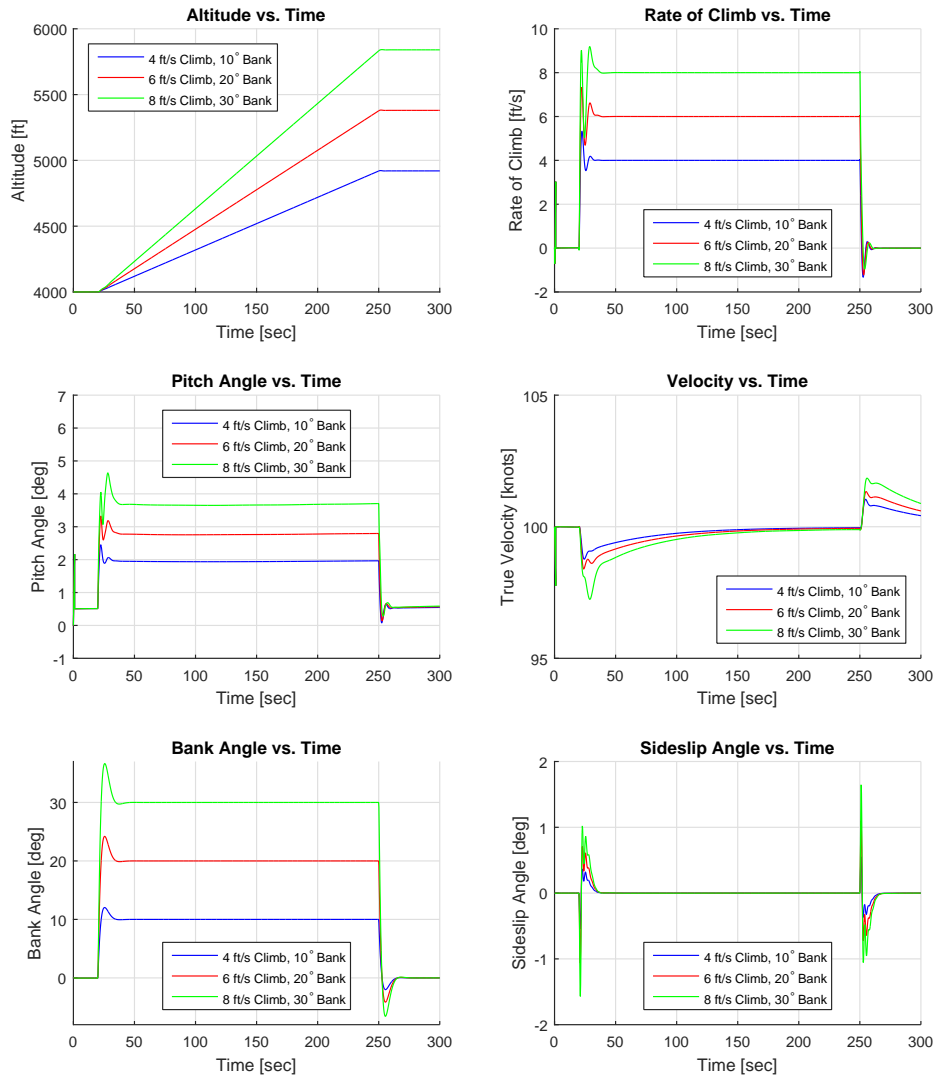 Altitude vs. Time
6000
5500
5000
4500
4000
Altitude [ft]
4 ft/s Climb, 10° Bank
6 ft/s Climb, 20° Bank
8 ft/s Climb, 30° Bank
0 50 100 150 200 250 300
Time [sec]
Rate of Climb vs. Time
10
8
6
4
2
0
-2
Rate of Climb [ft/s]
4 ft/s Climb, 10° Bank
6 ft/s Climb, 20° Bank
8 ft/s Climb, 30° Bank
0 50 100 150 200 250 300
Time [sec]
Pitch Angle vs. Time
7
6
5
4
3
2
1
0
-1
Pitch Angle [deg]
4 ft/s Climb, 10° Bank
6 ft/s Climb, 20° Bank
8 ft/s Climb, 30° Bank
0 50 100 150 200 250 300
Time [sec]
Velocity vs. Time
105
100
95
True Velocity [knots]
4 ft/s Climb, 10° Bank
6 ft/s Climb, 20° Bank
8 ft/s Climb, 30° Bank
0 50 100 150 200 250 300
Time [sec]
Bank Angle vs. Time
30
20
10
0
Bank Angle [deg]
4 ft/s Climb, 10° Bank
6 ft/s Climb, 20° Bank
8 ft/s Climb, 30° Bank
0 50 100 150 200 250 300
Time [sec]
Sideslip Angle vs. Time
2
1
0
-1
-2
Sideslip Angle [deg]
4 ft/s Climb, 10° Bank
6 ft/s Climb, 20° Bank
8 ft/s Climb, 30° Bank
0 50 100 150 200 250 300
Time [sec]